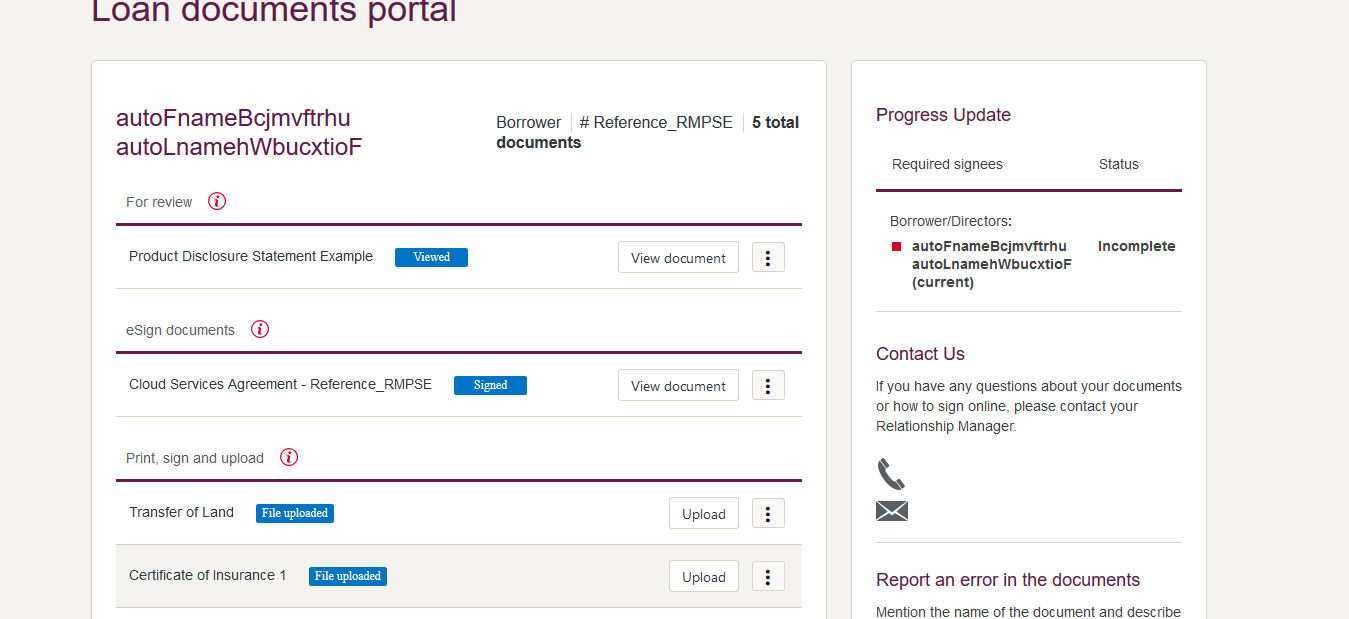 Loan documents portal
autoFnameBcjmvftrhu
autoLnamehWbucxtioF
Borrower # Reference_RMPSE 5 total
documents
For review
Product Disclosure Statement Example Viewed View document
eSign documents
Cloud Services Agreement - Reference_RMPSE Signed View document
Print, sign and upload
Transfer of Land File uploaded Upload
Certificate of Insurance 1 File uploaded Upload
Progress Update
Required signees Status
Borrower/Directors:
autoFnameBcjmvftrhu Incomplete
autoLnamehWbucxtioF
(current)
Contact Us
If you have any questions about your documents
or how to sign online, please contact your
Relationship Manager.
Report an error in the documents
Mention the name of the document and describe